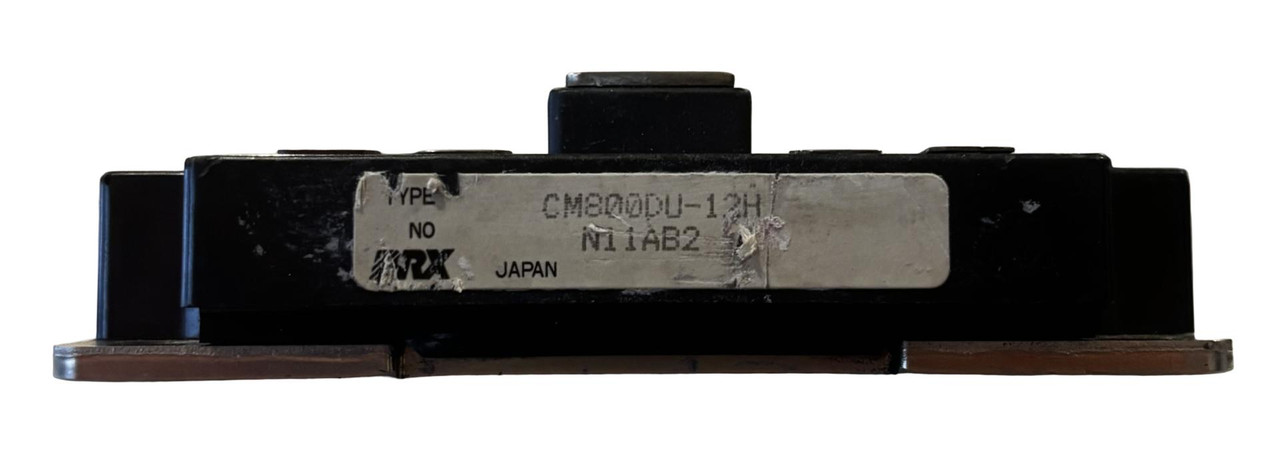 TYPE CM800DU-12H
NO N11AB2
PRX JAPAN